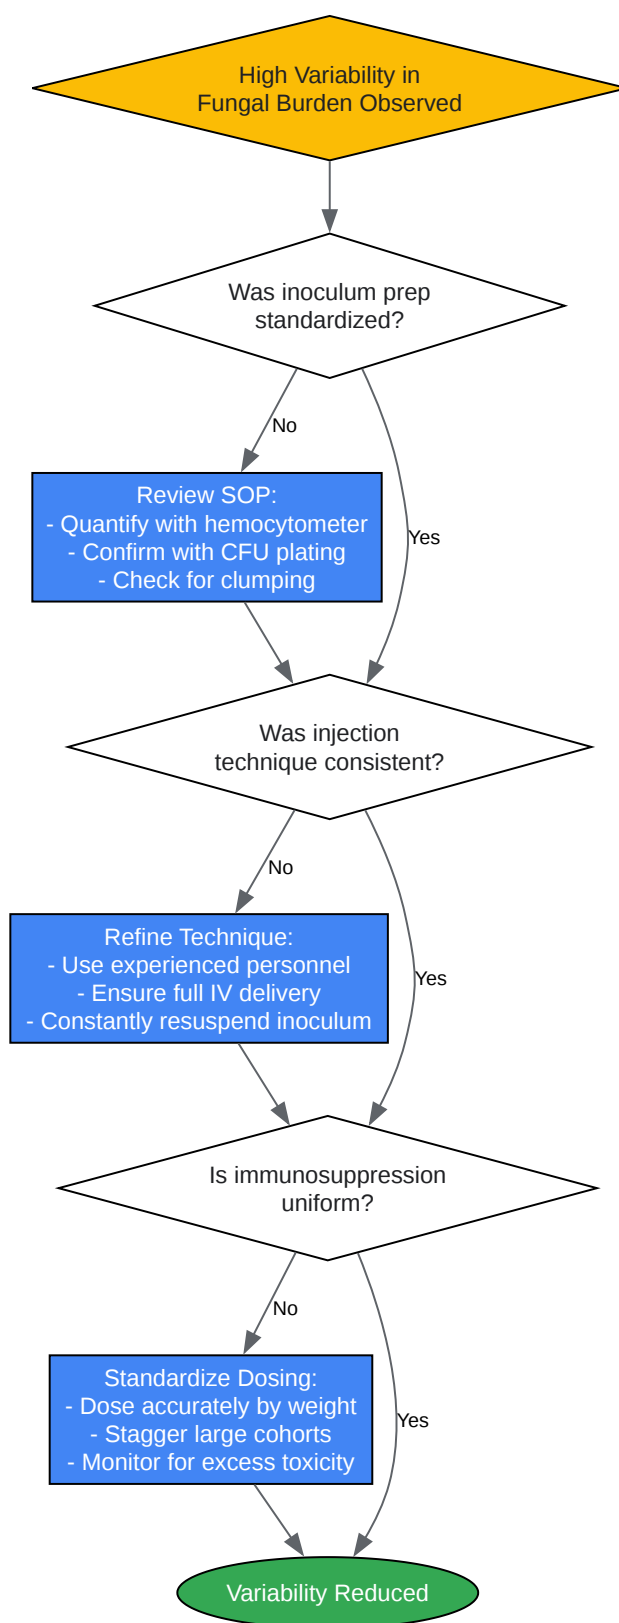 High Variability in
Fungal Burden Observed
Was inoculum prep
standardized?
No
Review SOP:
- Quantify with hemocytometer
- Confirm with CFU plating
- Check for clumping
Yes
Was injection
technique consistent?
No
Refine Technique:
- Use experienced personnel
- Ensure full IV delivery
- Constantly resuspend inoculum
Yes
Is immunosuppression
uniform?
No
Standardize Dosing:
- Dose accurately by weight
- Stagger large cohorts
- Monitor for excess toxicity
Yes
Variability Reduced